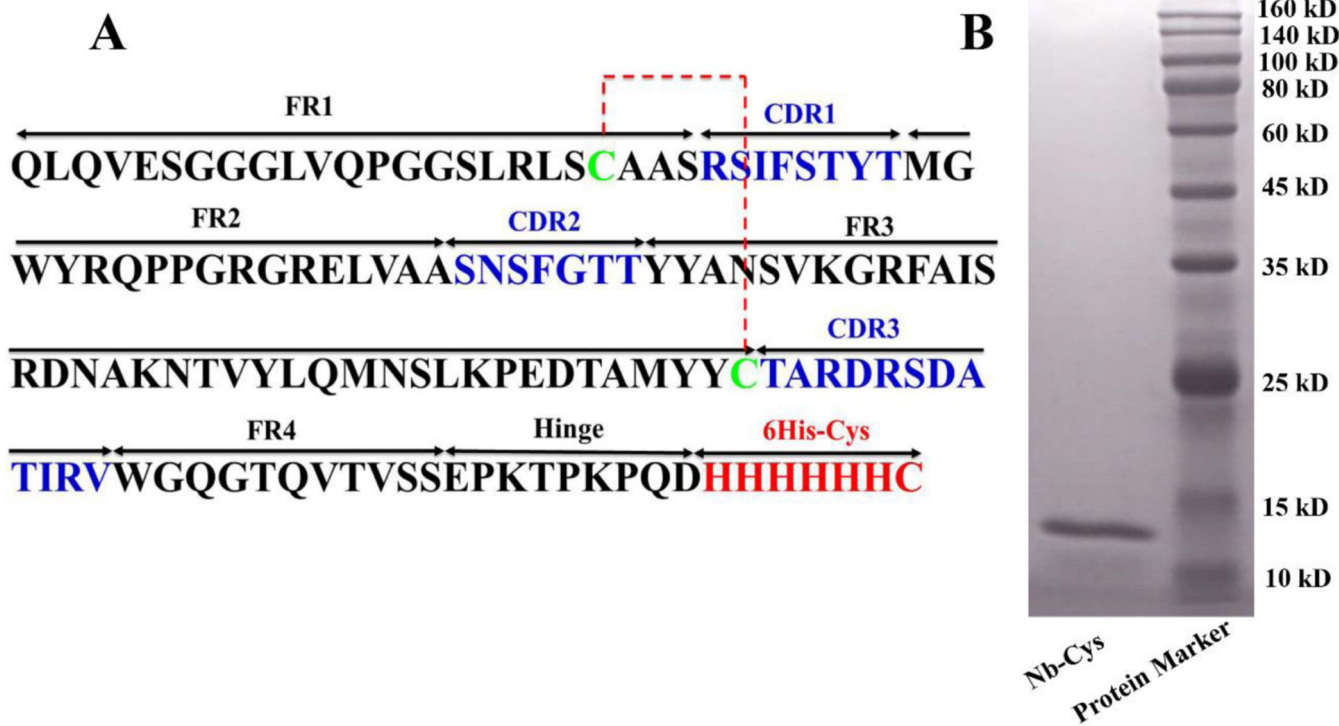 A
FR1 CDR1
QLQVESGGGLVQPGGSLRLSCAASRSIFSTYTMG
FR2 CDR2 FR3
WYRQPPGRGRELVAASNSFGTTYYANSVKGRFAIS
CDR3
RDNAKNTVYLQMNSLKPEDTAMYYCTARDRSDA
FR4 Hinge 6His-Cys
TIRVWGQGTQVTVSSEPKTPKPQDHHHHHHC
B
160 kD
140 kD
100 kD
80 kD
60 kD
45 kD
35 kD
25 kD
15 kD
10 kD
Nb-Cys
Protein Marker